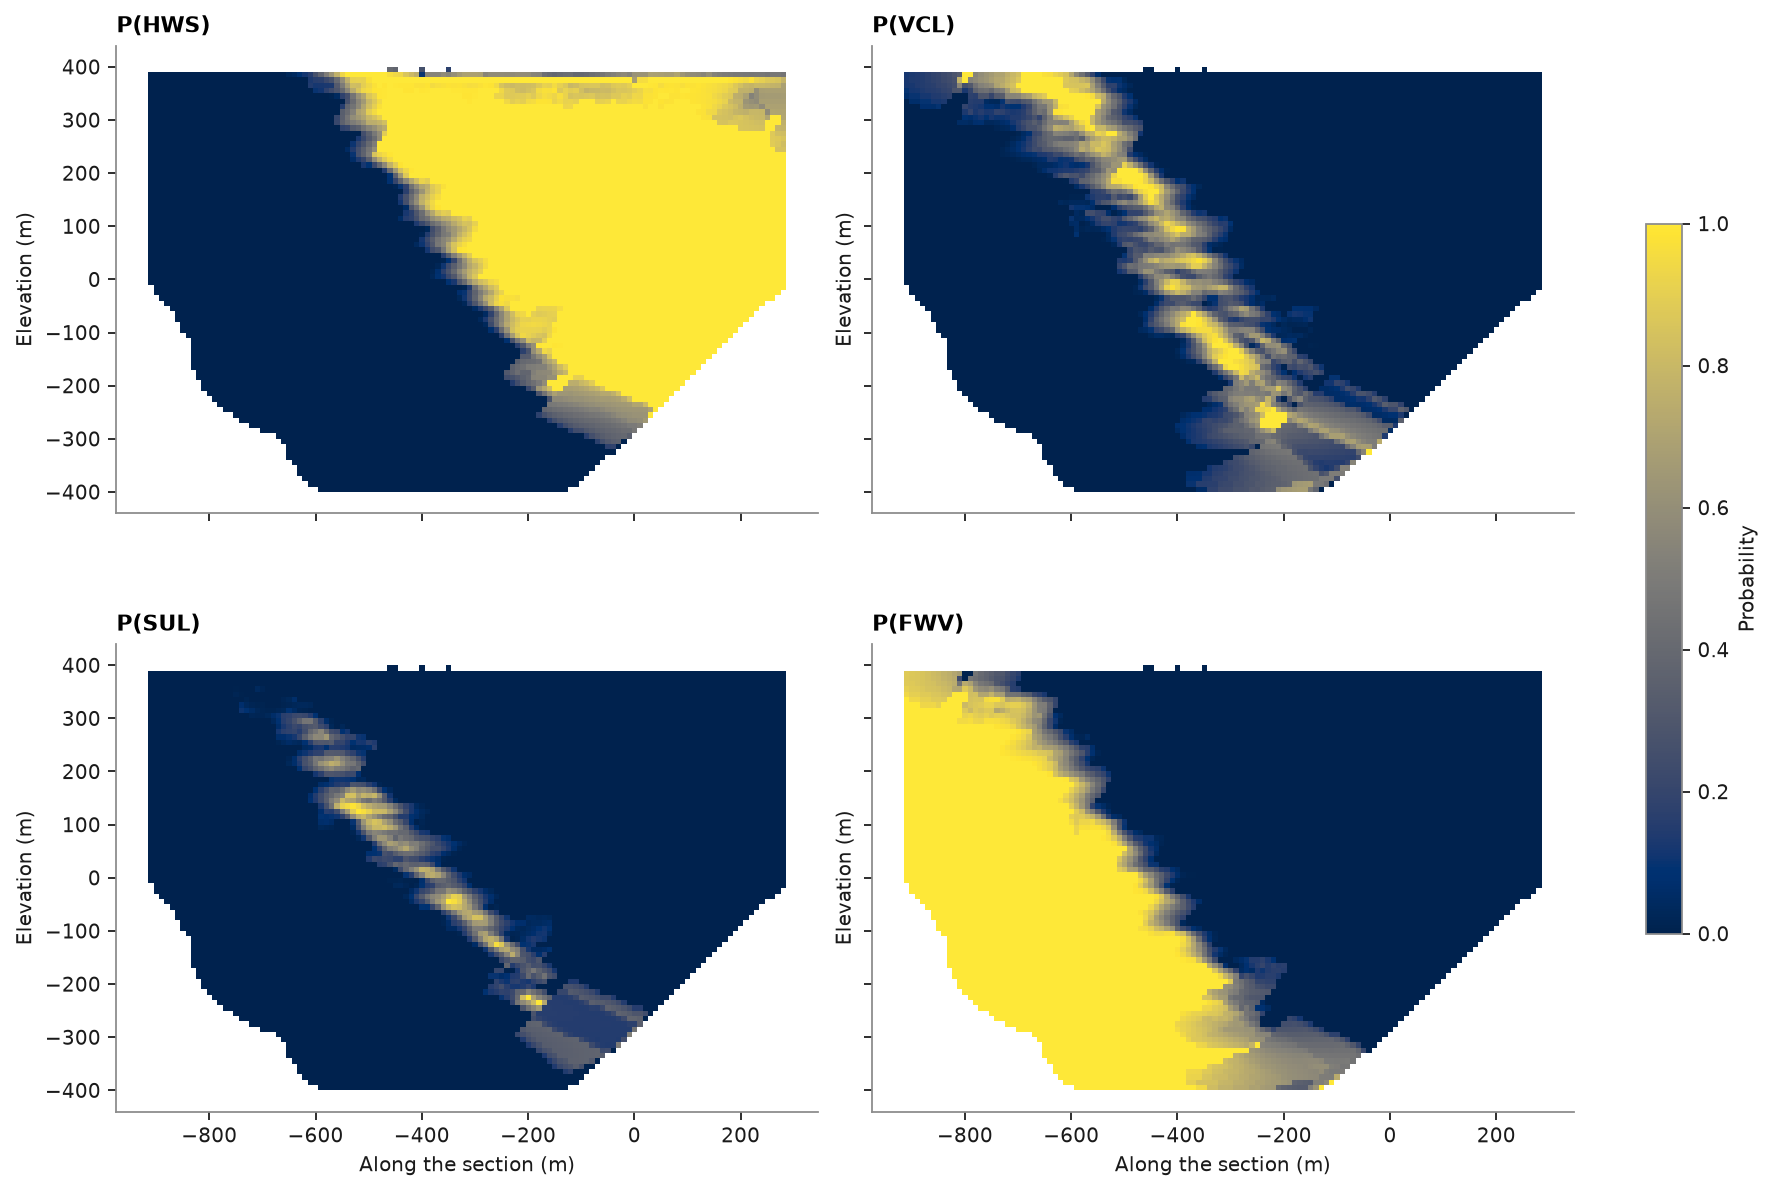 P(HWS)
P(VCL)
400
300
200
100
0
−100
−200
−300
−400
Elevation (m)
Elevation (m)
1.0
0.8
0.6
0.4
0.2
0.0
Probability
P(SUL)
P(FWV)
400
300
200
100
0
−100
−200
−300
−400
Elevation (m)
Elevation (m)
−800 −600 −400 −200 0 200
−800 −600 −400 −200 0 200
Along the section (m)
Along the section (m)